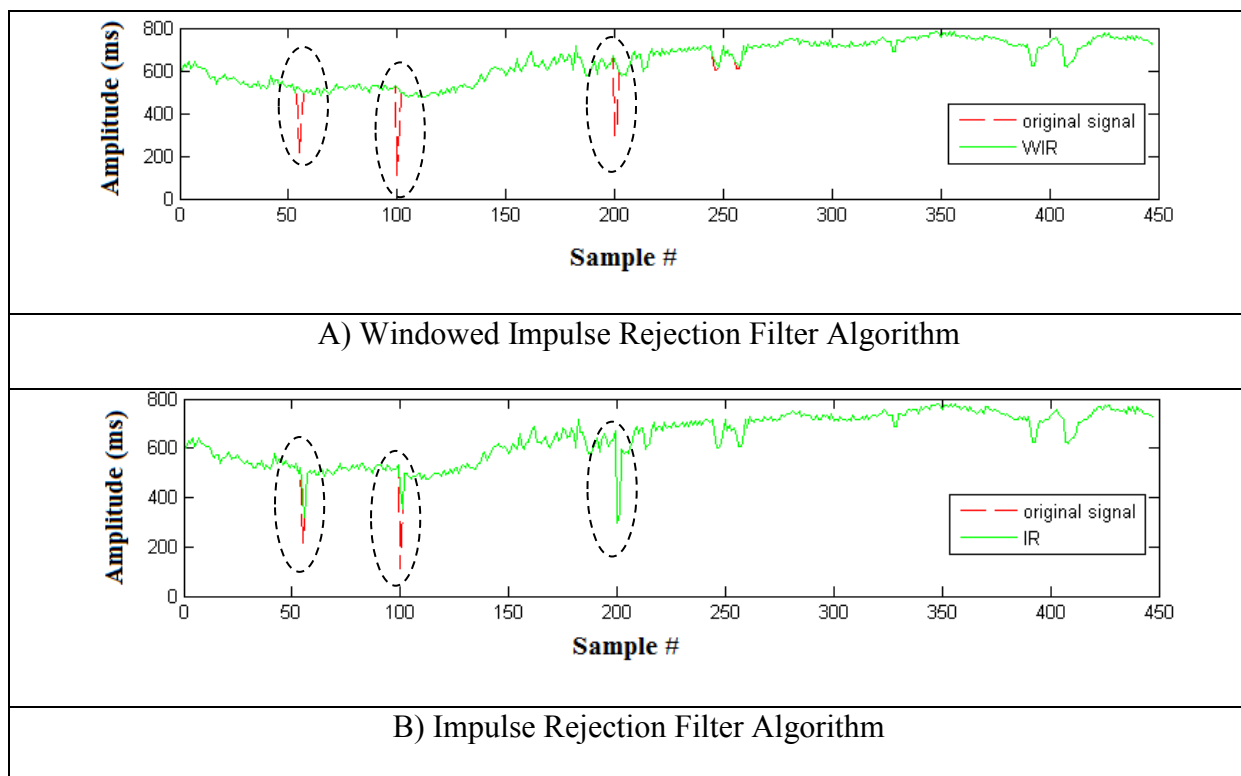 Amplitude (ms)
800
600
400
200
0
original signal
WIR
0 50 100 150 200 250 300 350 400 450
Sample #
A) Windowed Impulse Rejection Filter Algorithm
Amplitude (ms)
800
600
400
200
0
original signal
IR
0 50 100 150 200 250 300 350 400 450
Sample #
B) Impulse Rejection Filter Algorithm